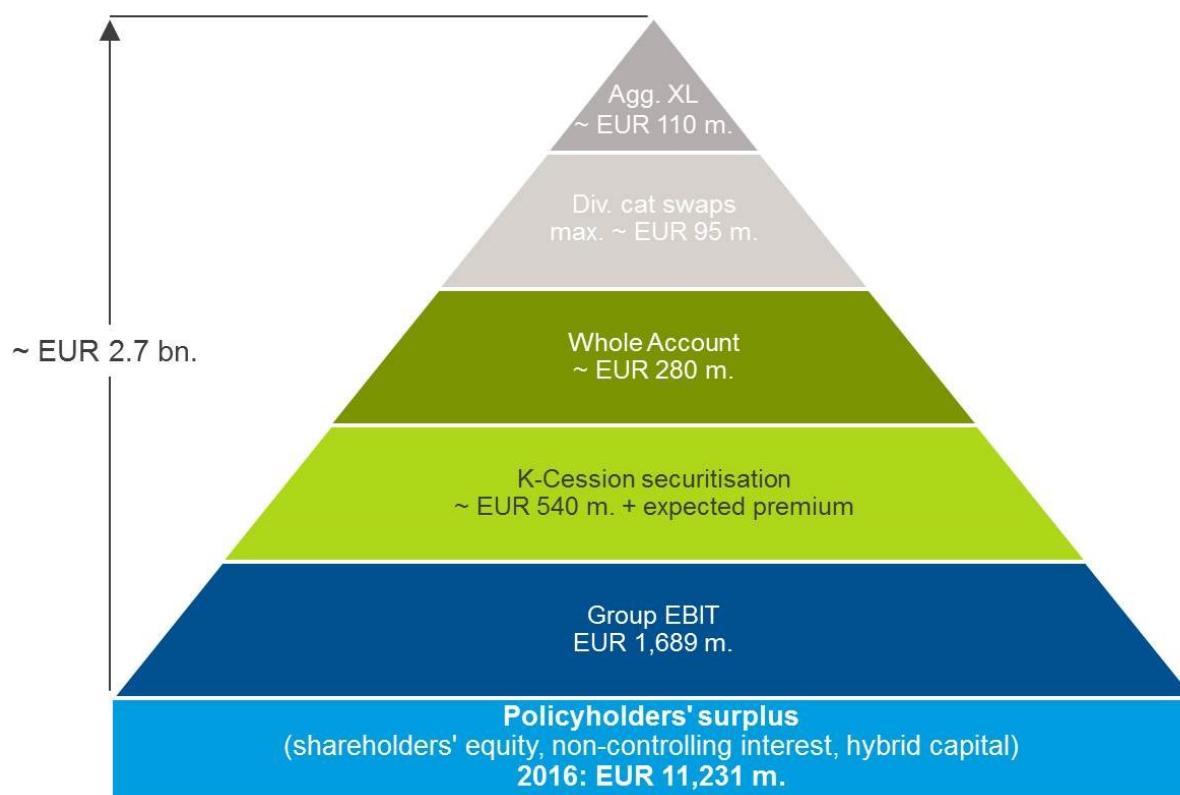 Agg. XL
~ EUR 110 m.
Div. cat swaps
max. ~ EUR 95 m.
~ EUR 2.7 bn.
Whole Account
~ EUR 280 m.
K-Cession securitisation
~ EUR 540 m. + expected premium
Group EBIT
EUR 1,689 m.
Policyholders' surplus
(shareholders' equity, non-controlling interest, hybrid capital)
2016: EUR 11,231 m.